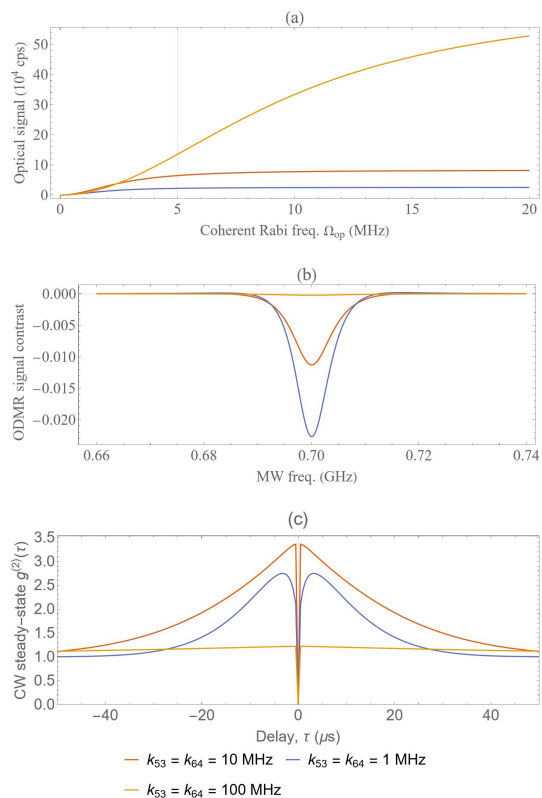 (a)
Optical signal (10⁴ cps)
50
40
30
20
10
0
0 5 10 15 20
Coherent Rabi freq. Ωop (MHz)
(b)
ODMR signal contrast
0.000
−0.005
−0.010
−0.015
−0.020
0.66 0.68 0.70 0.72 0.74
MW freq. (GHz)
(c)
CW steady−state g⁽²⁾(τ)
3.5
3.0
2.5
2.0
1.5
1.0
0.5
0.0
−40 −20 0 20 40
Delay, τ (μs)
k₅₃ = k₆₄ = 10 MHz k₅₃ = k₆₄ = 1 MHz
k₅₃ = k₆₄ = 100 MHz